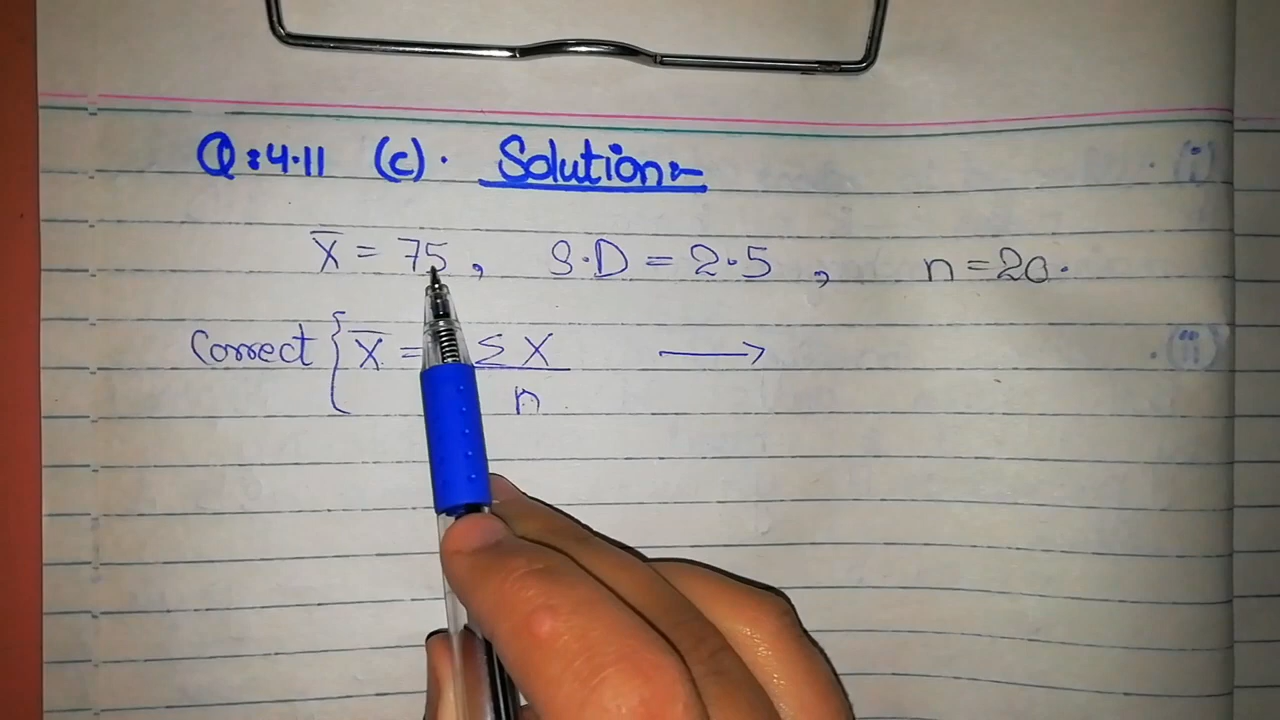 Q:4.11 (c). Solution:-
X̅ = 75, S.D = 2.5, n = 20.
Correct { X̅ = ΣX / n →